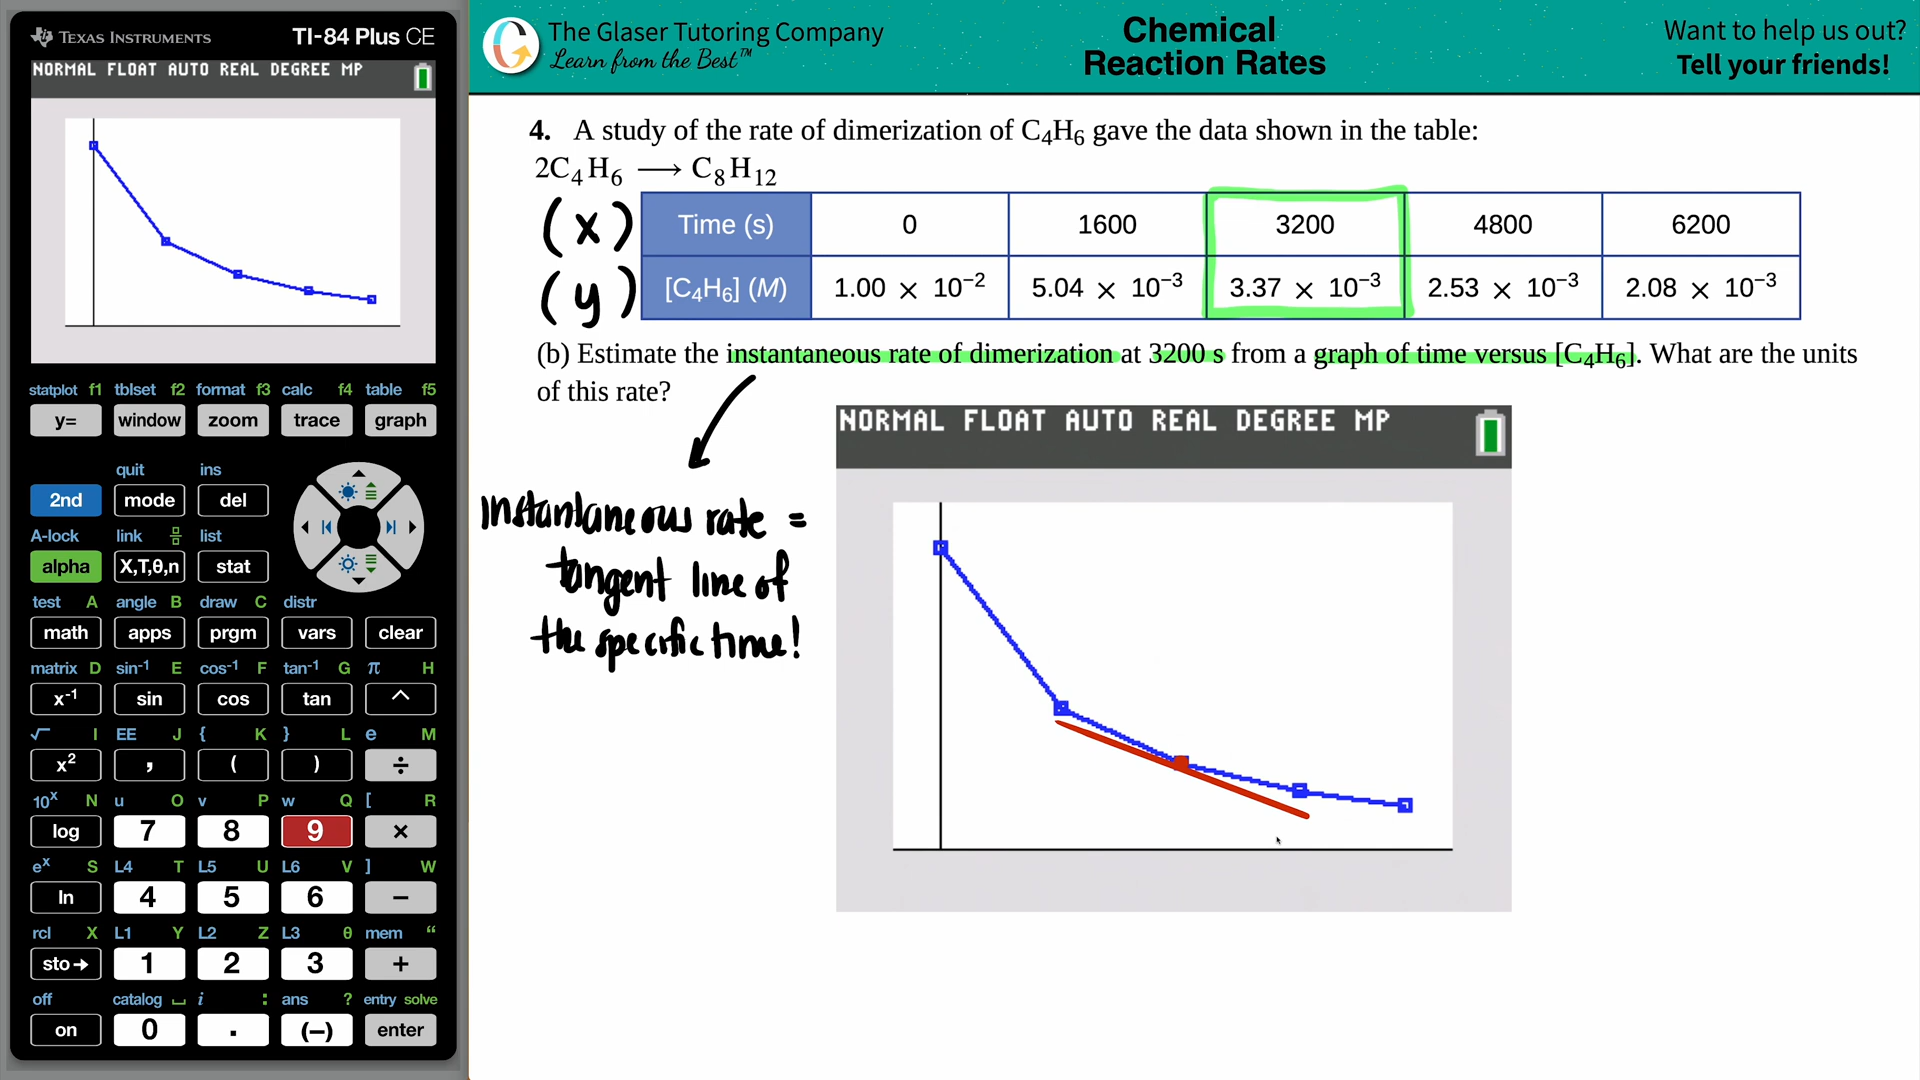 TEXAS INSTRUMENTS TI-84 Plus CE
NORMAL FLOAT AUTO REAL DEGREE MP
statplot f1 tblset f2 format f3 calc f4 table f5
y= window zoom trace graph
quit ins
2nd mode del
A-lock link list
alpha X,T,θ,n stat
test A angle B draw C distr
math apps prgm vars clear
matrix D sin⁻¹ E cos⁻¹ F tan⁻¹ G π H
x⁻¹ sin cos tan ^
√ I EE J { K } L e M
x² , ( ) ÷
10ˣ N u O v P w Q [ R
log 7 8 9 ×
eˣ S L4 T L5 U L6 V ] W
ln 4 5 6 −
rcl X L1 Y L2 Z L3 θ mem “
sto→ 1 2 3 +
off catalog ⎵ i : ans ? entry solve
on 0 . (–) enter
The Glaser Tutoring Company
Learn from the Best™
Chemical
Reaction Rates
Want to help us out?
Tell your friends!
4. A study of the rate of dimerization of C₄H₆ gave the data shown in the table:
2C₄H₆ ⟶ C₈H₁₂
(x) Time (s) 0 1600 3200 4800 6200
(y) [C₄H₆] (M) 1.00 × 10⁻² 5.04 × 10⁻³ 3.37 × 10⁻³ 2.53 × 10⁻³ 2.08 × 10⁻³
(b) Estimate the instantaneous rate of dimerization at 3200 s from a graph of time versus [C₄H₆]. What are the units
of this rate?
NORMAL FLOAT AUTO REAL DEGREE MP
Instantaneous rate =
tangent line of
the specific time!